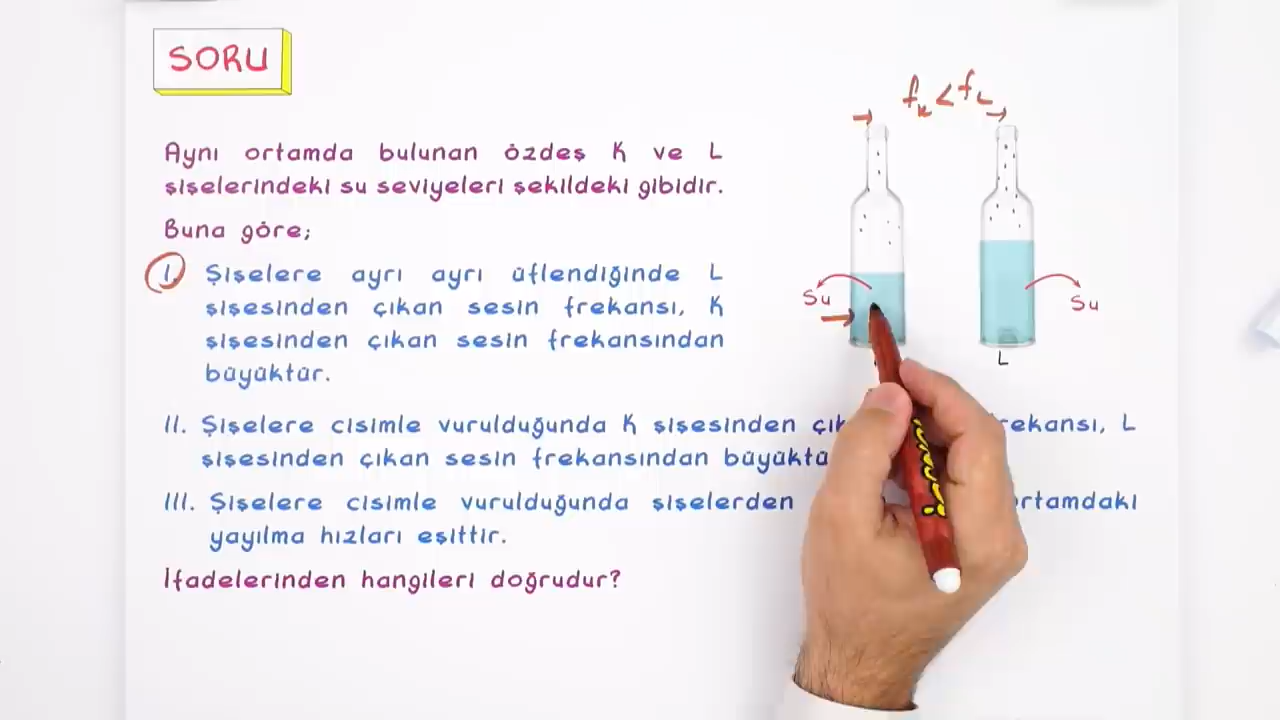 SORU
fK < fL
Aynı ortamda bulunan özdeş K ve L
şişelerindeki su seviyeleri şekildeki gibidir.
Buna göre;
I. Şişelere ayrı ayrı üflendiğinde L
şişesinden çıkan sesin frekansı, K
şişesinden çıkan sesin frekansından
büyüktür.
Su
Su
L
II. Şişelere cisimle vurulduğunda K şişesinden rekansı, L
şişesinden çıkan sesin frekansından
III. Şişelere cisimle vurulduğunda şişelerden ortamdaki
yayılma hızları eşittir.
İfadelerinden hangileri doğrudur?